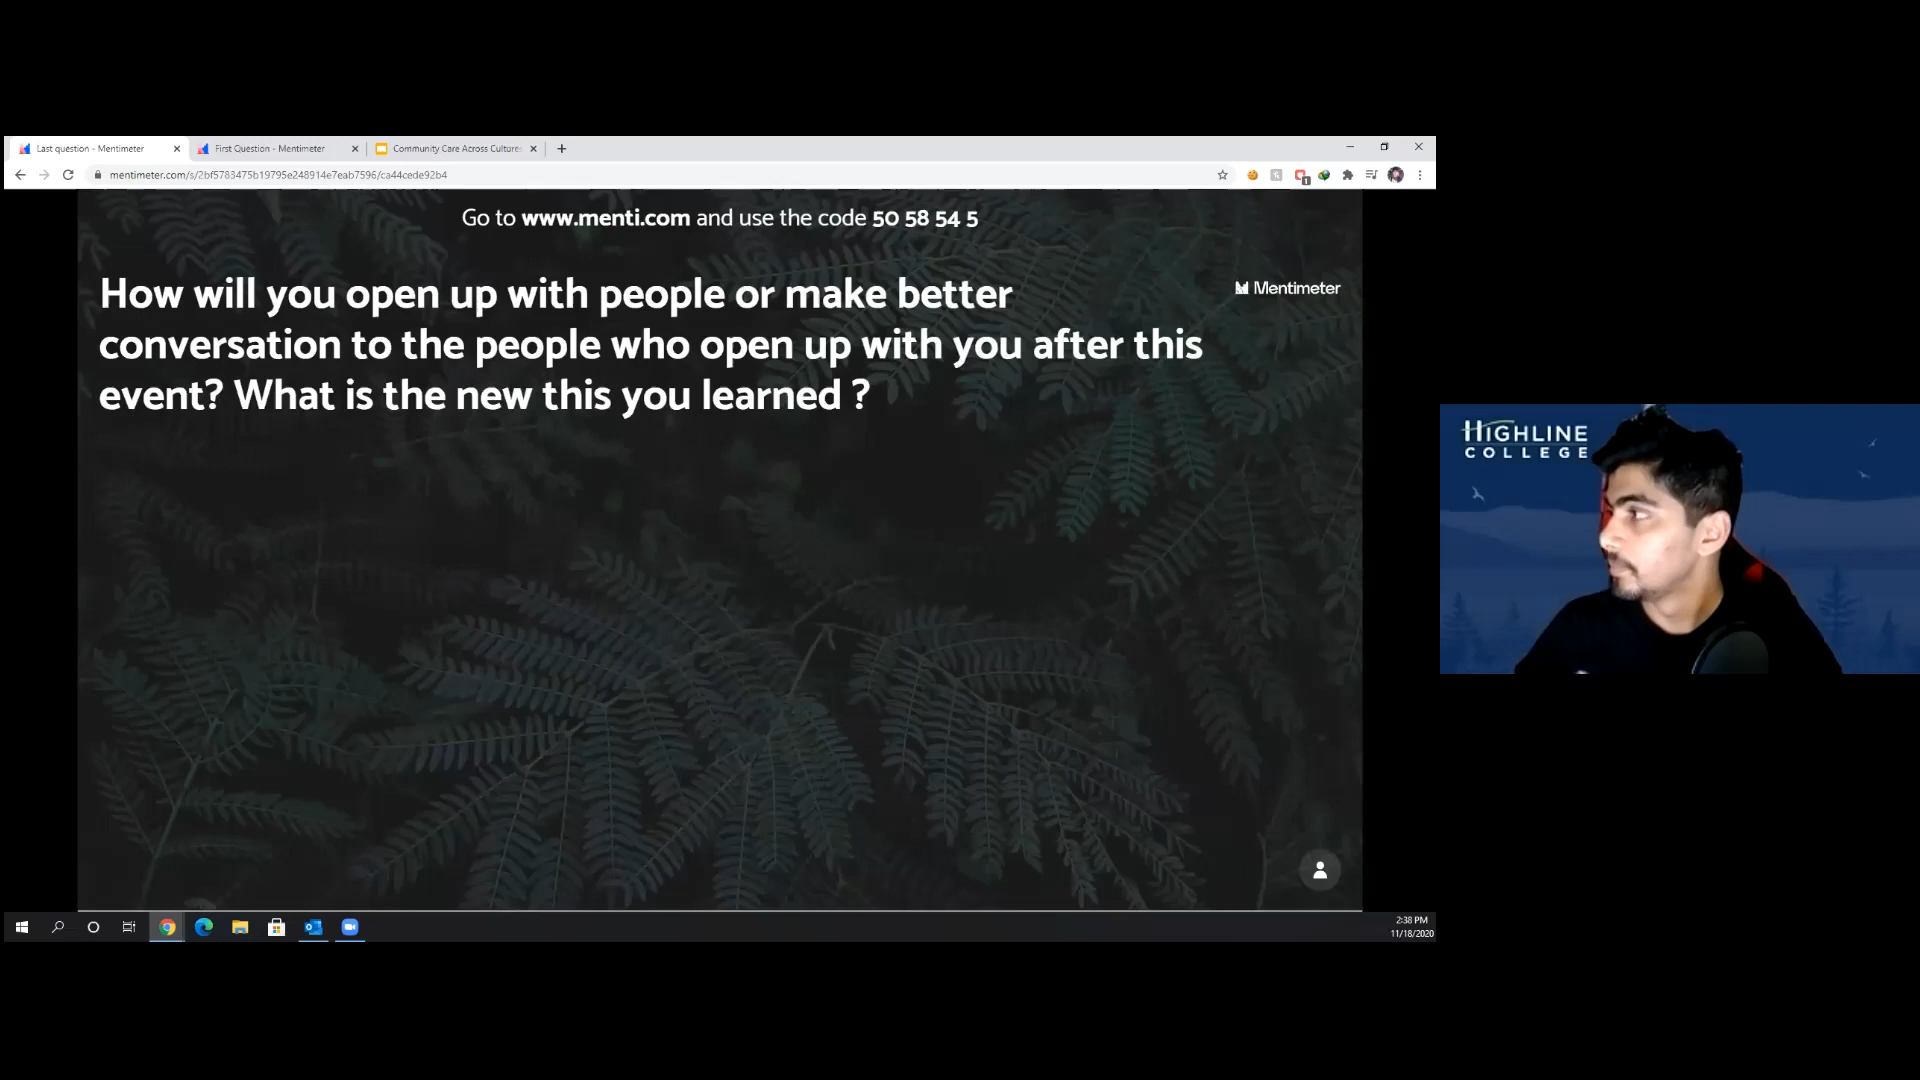 Last question - Mentimeter
First Question - Mentimeter
Community Care Across Cultures
mentimeter.com/s/2bf5783475b19795e248914e7eab7596/ca44cede92b4
Go to www.menti.com and use the code 50 58 54 5
How will you open up with people or make better
conversation to the people who open up with you after this
event? What is the new this you learned ?
Mentimeter
HIGHLINE
COLLEGE
2:38 PM
11/18/2020